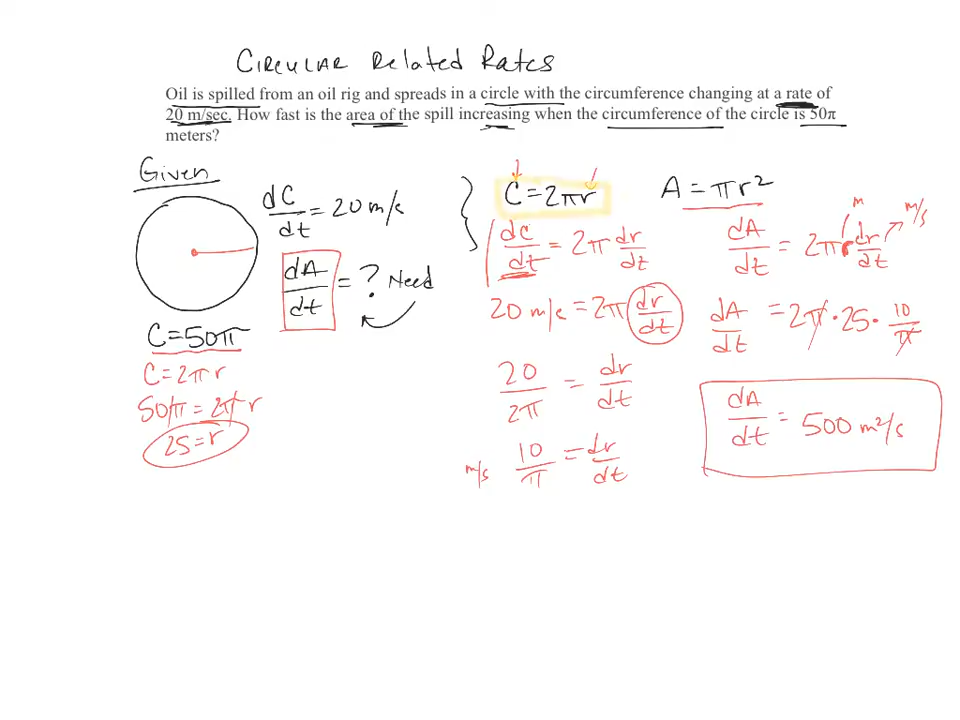 CIRCULAR Related Rates
Oil is spilled from an oil rig and spreads in a circle with the circumference changing at a rate of
20 m/sec. How fast is the area of the spill increasing when the circumference of the circle is 50π
meters?
Given
dC/dt = 20 m/s
dA/dt = ? Need
C=50π
C=2πr
50π = 2πr
25=r
C=2πr
dC/dt = 2π dr/dt
20 m/s = 2π dr/dt
20/2π = dr/dt
m/s 10/π = dr/dt
A = πr²
m m/s
dA/dt = 2πr dr/dt
dA/dt = 2π·25·10/π
dA/dt = 500 m²/s